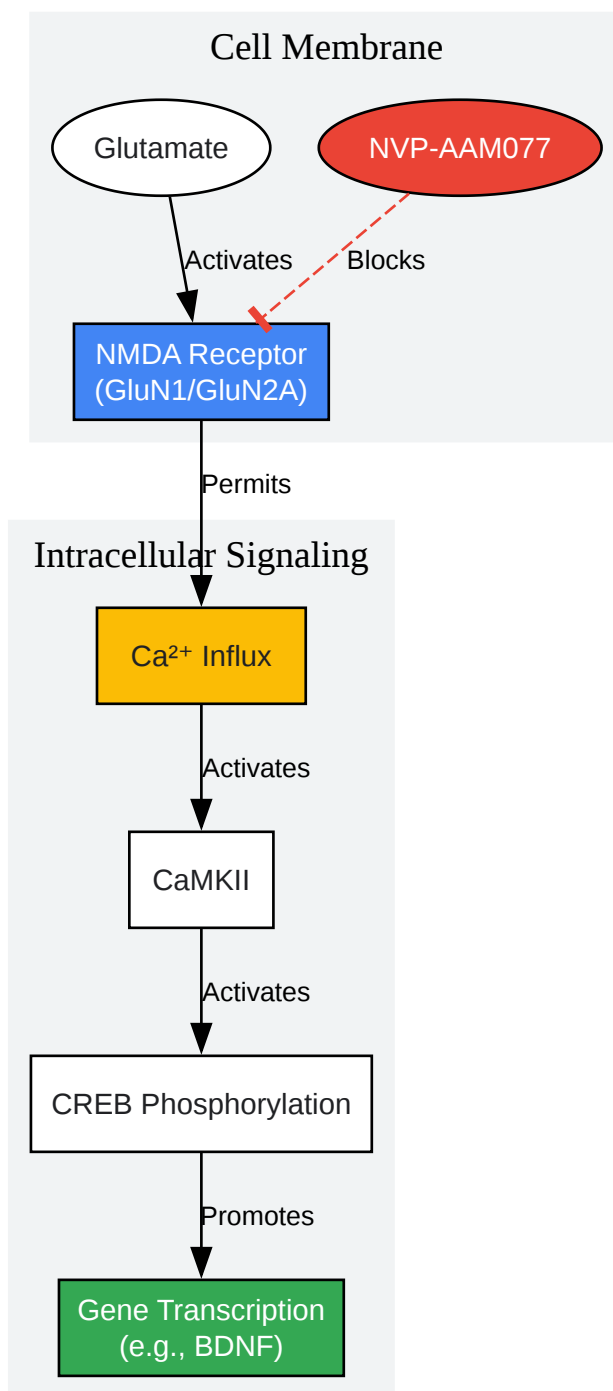 Cell Membrane
Glutamate
NVP-AAM077
Activates
Blocks
NMDA Receptor
(GluN1/GluN2A)
Permits
Intracellular Signaling
Ca²⁺ Influx
Activates
CaMKII
Activates
CREB Phosphorylation
Promotes
Gene Transcription
(e.g., BDNF)